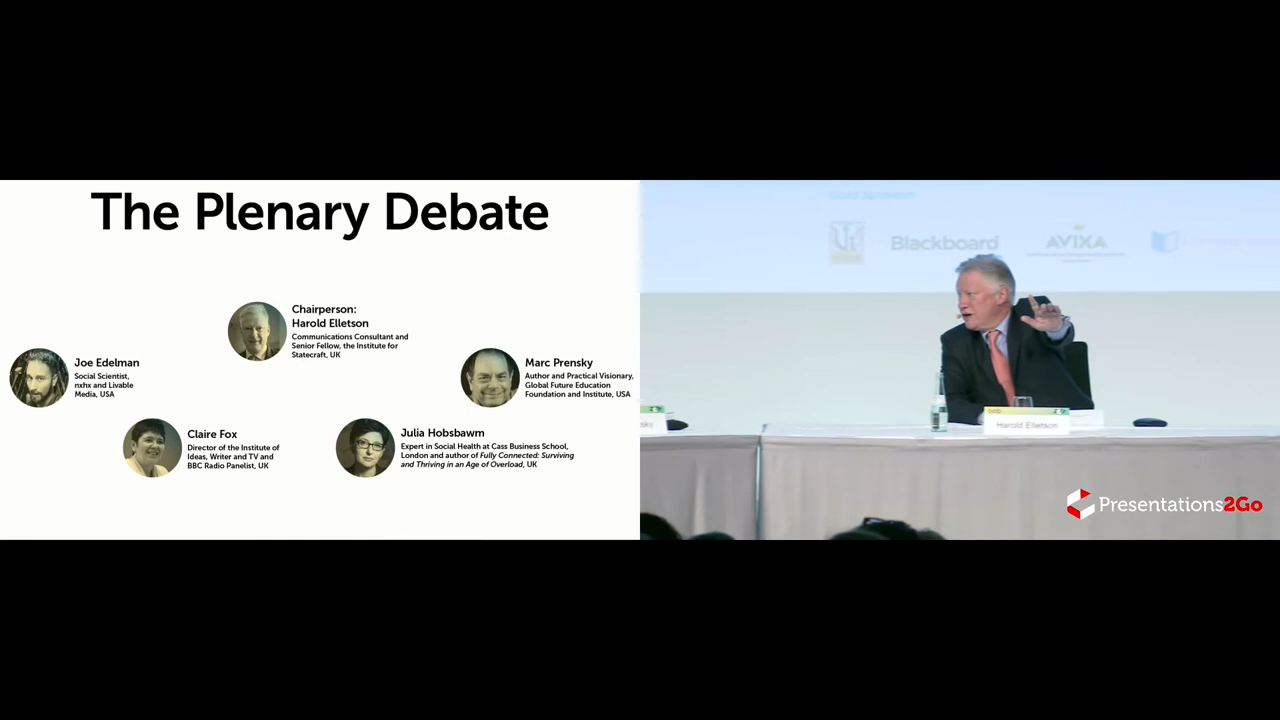 The Plenary Debate
Chairperson:
Harold Elletson
Communications Consultant and
Senior Fellow, the Institute for
Statecraft, UK
Joe Edelman
Social Scientist,
nxhx and Livable
Media, USA
Marc Prensky
Author and Practical Visionary,
Global Future Education
Foundation and Institute, USA
Claire Fox
Director of the Institute of
Ideas, Writer and TV and
BBC Radio Panelist, UK
Julia Hobsbawm
Expert in Social Health at Cass Business School,
London and author of Fully Connected: Surviving
and Thriving in an Age of Overload, UK
Blackboard
AVIXA
sky
Harold Elletson
Presentations2Go